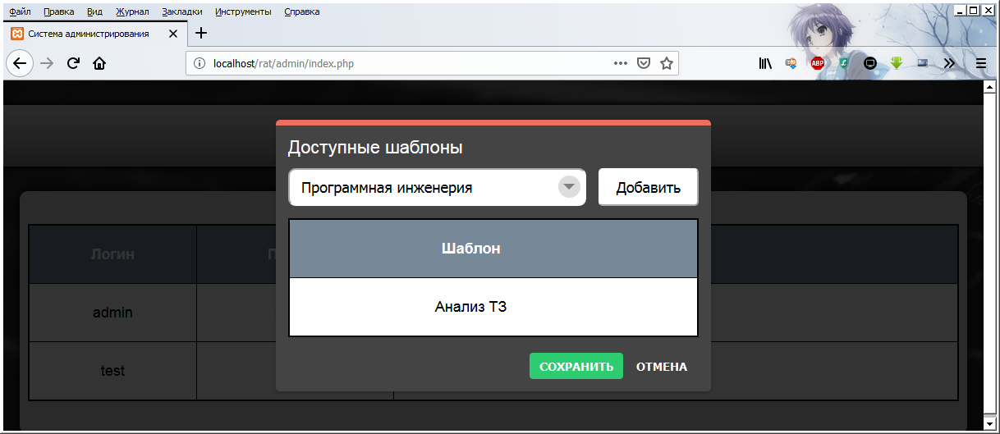 Файл Правка Вид Журнал Закладки Инструменты Справка
Система администрирования
localhost/rat/admin/index.php
ABP
Доступные шаблоны
Программная инженерия
Добавить
Логин
П
Шаблон
admin
Анализ ТЗ
test
СОХРАНИТЬ
ОТМЕНА